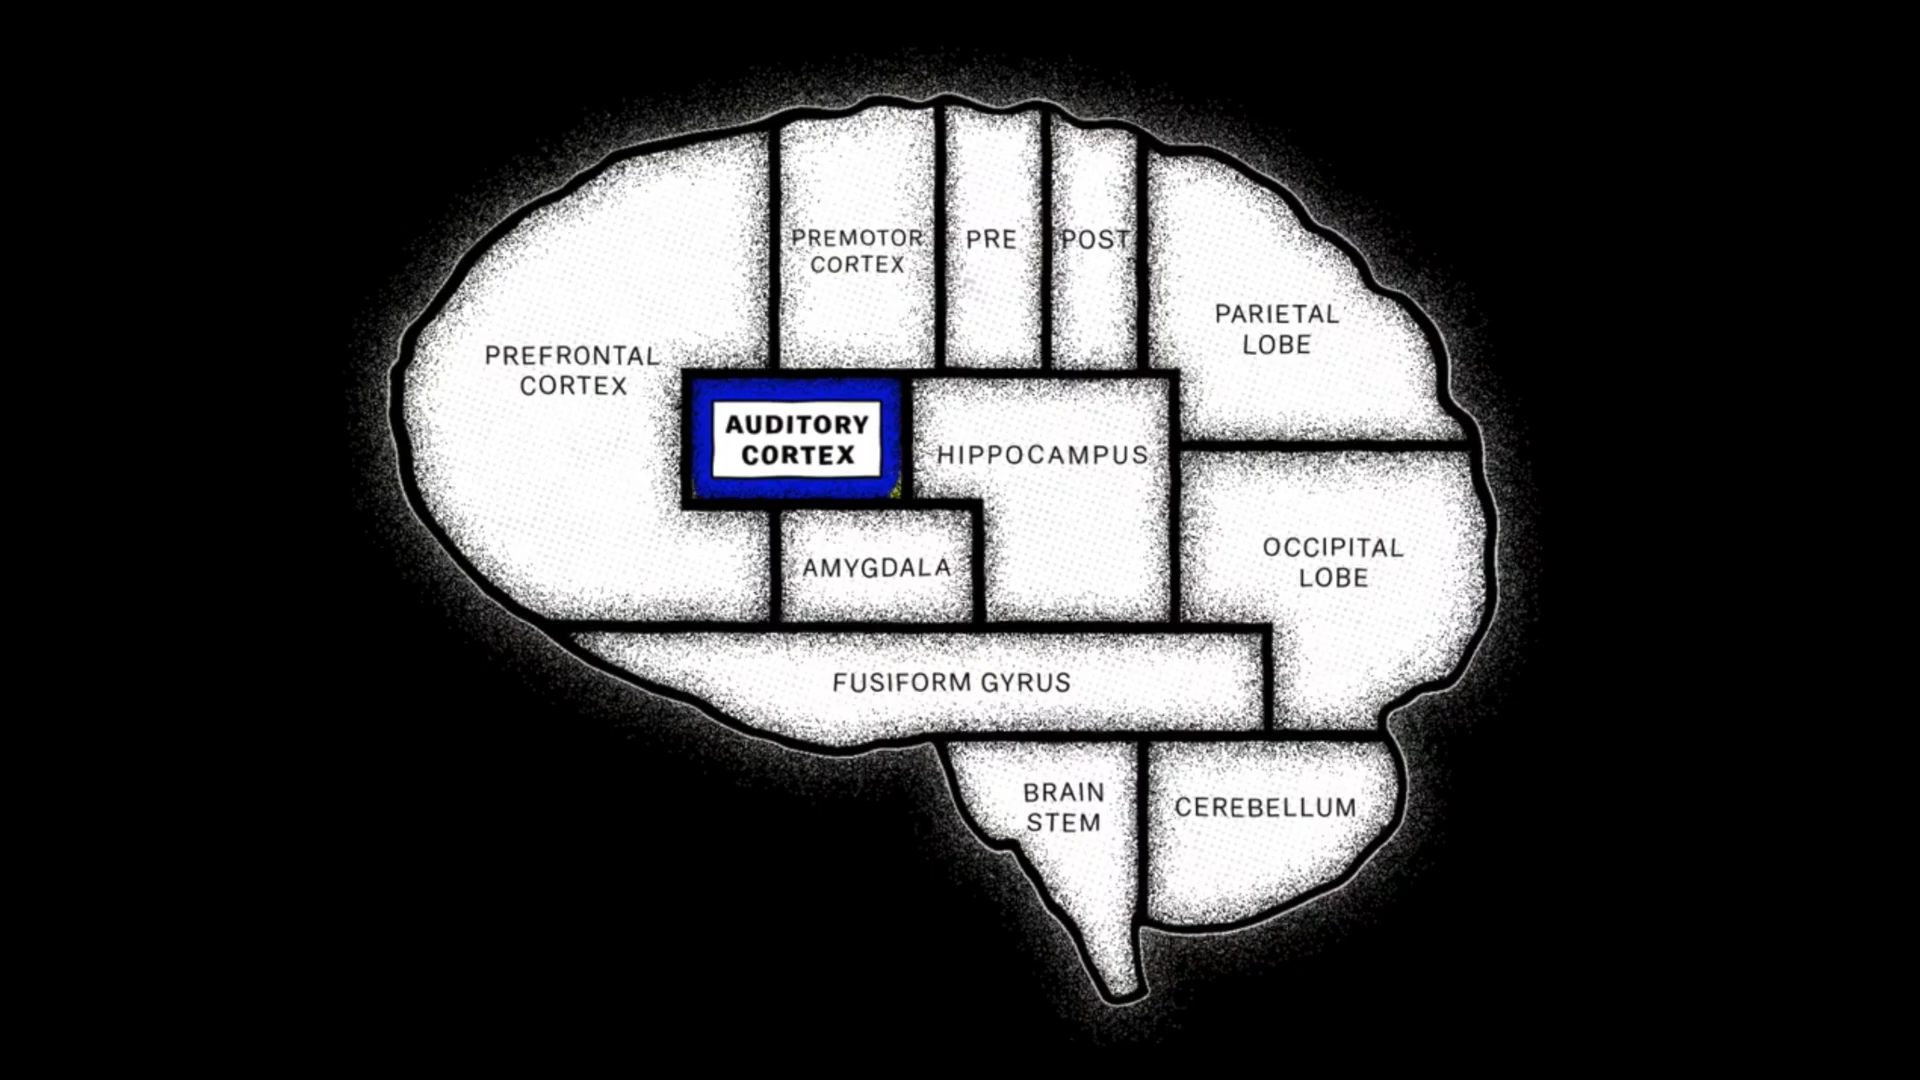 PREMOTOR
CORTEX
PRE
POST
PARIETAL
LOBE
PREFRONTAL
CORTEX
AUDITORY
CORTEX
HIPPOCAMPUS
OCCIPITAL
LOBE
AMYGDALA
FUSIFORM GYRUS
BRAIN
STEM
CEREBELLUM